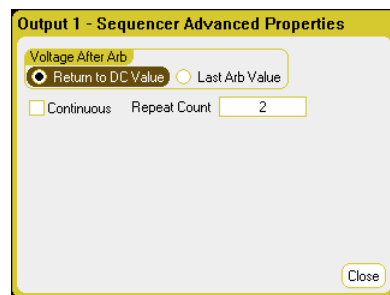 Output 1 - Sequencer Advanced Properties
Voltage After Arb
Return to DC Value Last Arb Value
Continuous Repeat Count 2
Close